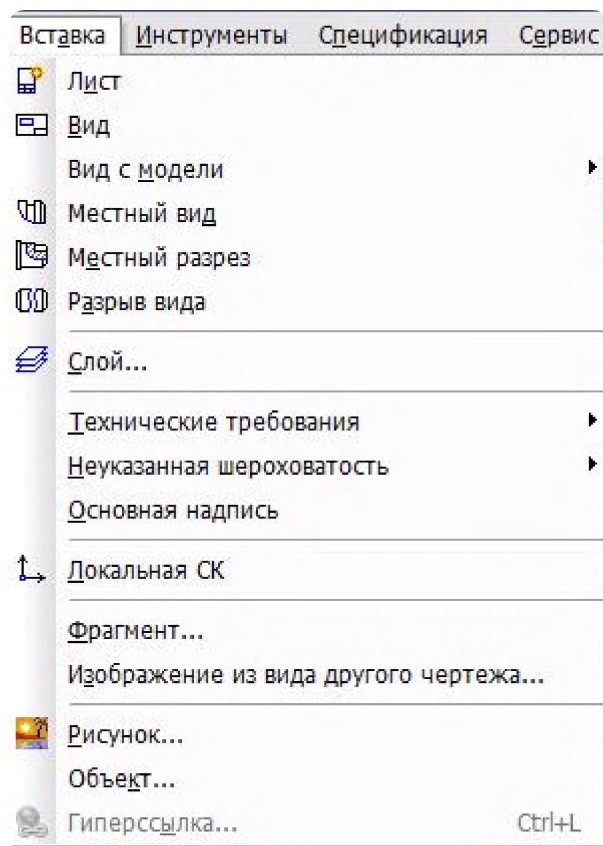 Вставка Инструменты Спецификация Сервис
Лист
Вид
Вид с модели
Местный вид
Местный разрез
Разрыв вида
Слой...
Технические требования
Неуказанная шероховатость
Основная надпись
Локальная СК
Фрагмент...
Изображение из вида другого чертежа...
Рисунок...
Объект...
Гиперссылка... Ctrl+L